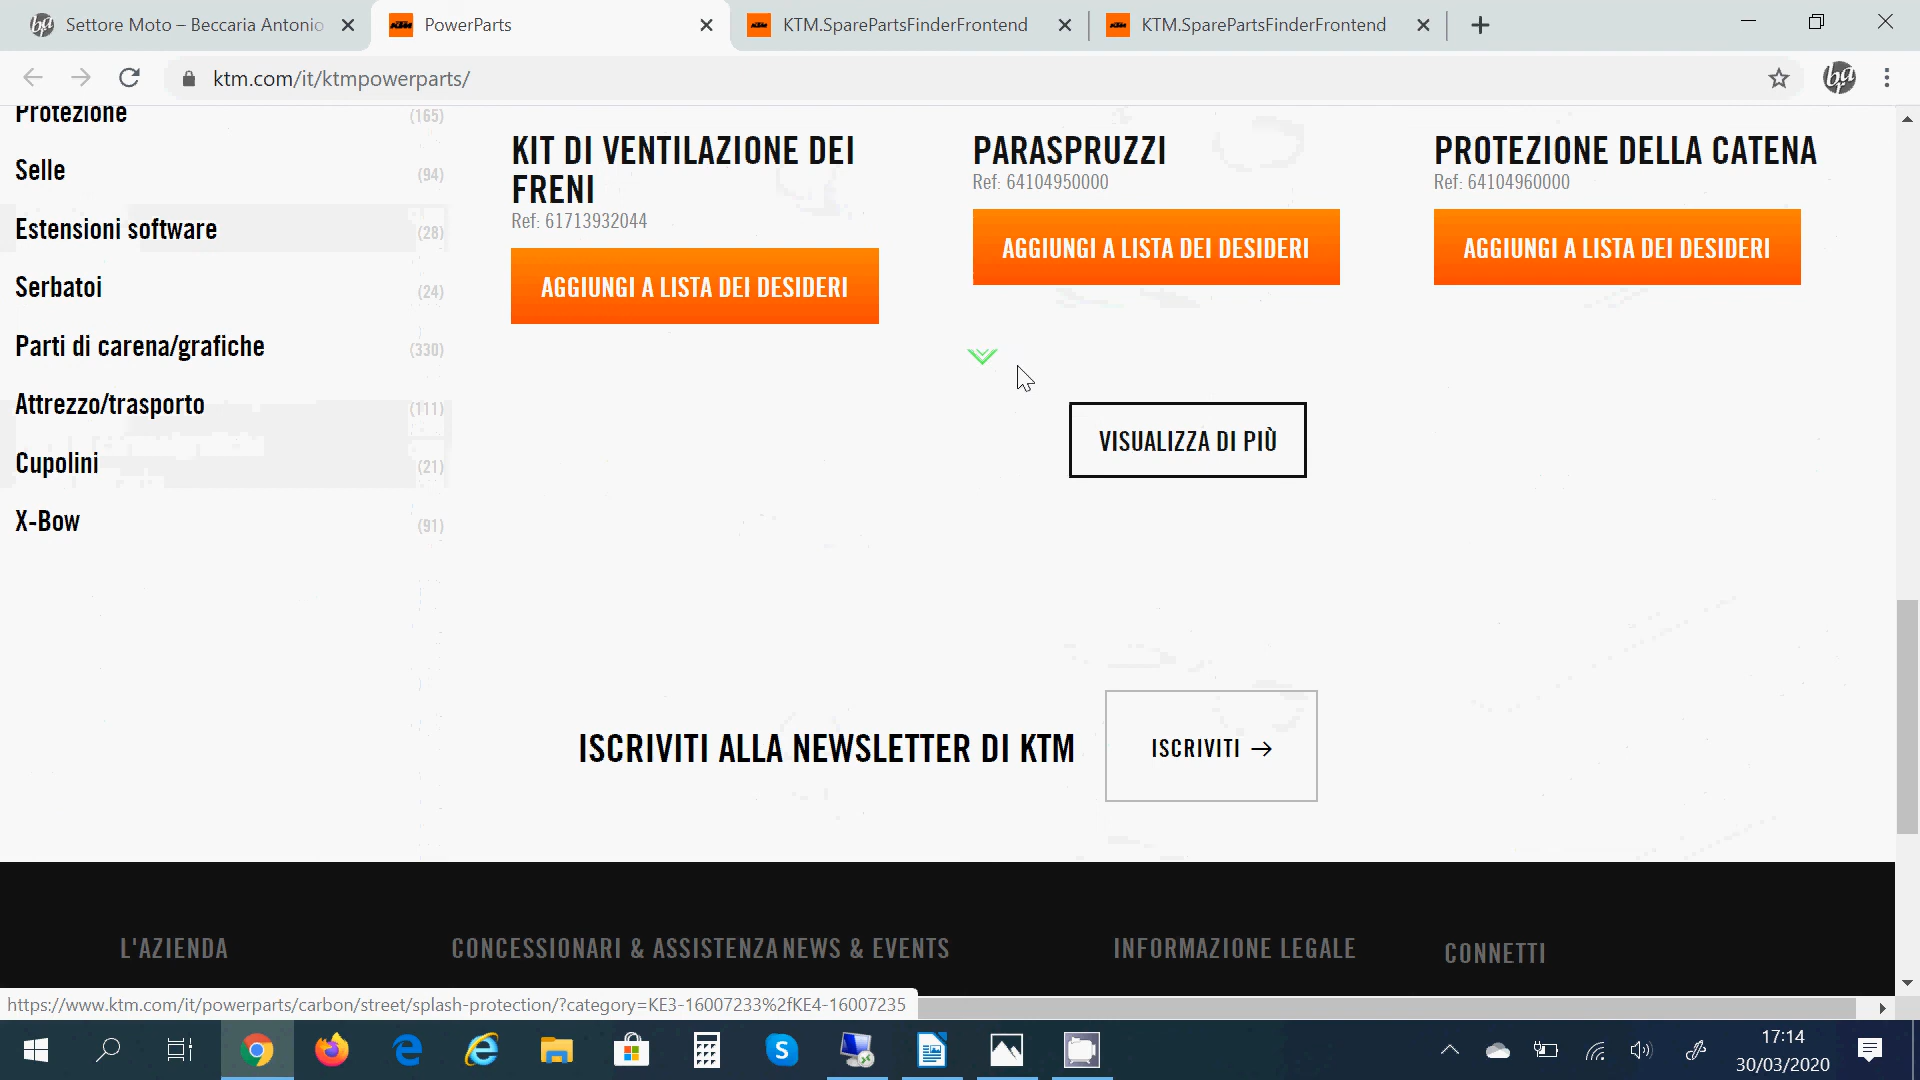 Settore Moto – Beccaria Antonio
PowerParts
KTM.SparePartsFinderFrontend
KTM.SparePartsFinderFrontend
ktm.com/it/ktmpowerparts/
Protezione (165)
Selle (94)
Estensioni software (28)
Serbatoi (24)
Parti di carena/grafiche (330)
Attrezzo/trasporto (111)
Cupolini (21)
X-Bow (91)
KIT DI VENTILAZIONE DEI
FRENI
Ref: 61713932044
AGGIUNGI A LISTA DEI DESIDERI
PARASPRUZZI
Ref: 64104950000
AGGIUNGI A LISTA DEI DESIDERI
PROTEZIONE DELLA CATENA
Ref: 64104960000
AGGIUNGI A LISTA DEI DESIDERI
VISUALIZZA DI PIÙ
ISCRIVITI ALLA NEWSLETTER DI KTM
ISCRIVITI →
L'AZIENDA
CONCESSIONARI & ASSISTENZA
NEWS & EVENTS
INFORMAZIONE LEGALE
CONNETTI
https://www.ktm.com/it/powerparts/carbon/street/splash-protection/?category=KE3-16007233%2fKE4-16007235
17:14
30/03/2020